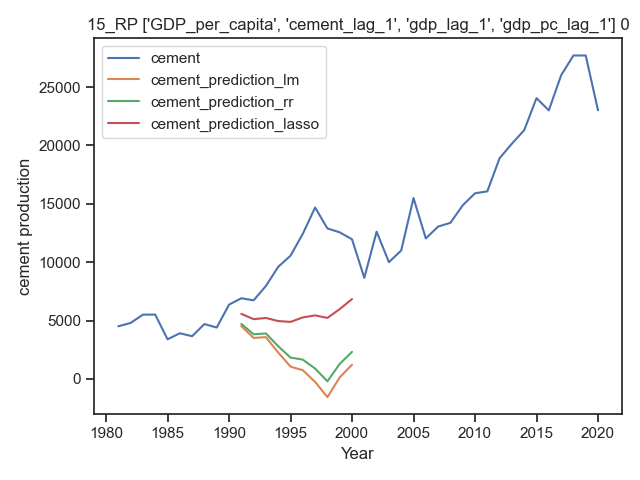 15_RP ['GDP_per_capita', 'cement_lag_1', 'gdp_lag_1', 'gdp_pc_lag_1'] 0
cement
cement_prediction_lm
cement_prediction_rr
cement_prediction_lasso
25000
20000
15000
10000
5000
0
cement production
1980 1985 1990 1995 2000 2005 2010 2015 2020
Year